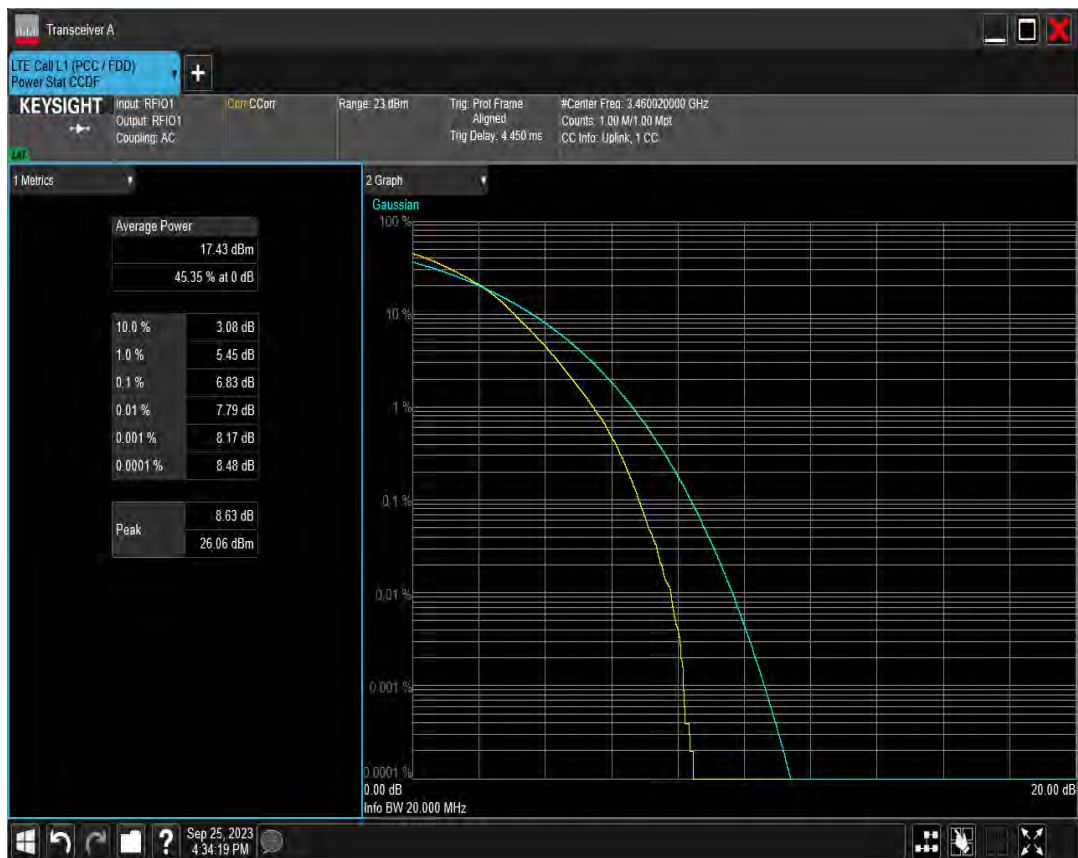 Transceiver A
LTE Cell L1 (PCC / FDD)
Power Stat CCDF
+
KEYSIGHT
Input: RFIO1
Output: RFIO1
Coupling: AC
Corr CCorr
Range: 23 dBm
Trig: Prot Frame
Aligned
Trig Delay: 4.450 ms
#Center Freq: 3.460020000 GHz
Counts: 1.00 M/1.00 Mpt
CC Info: Uplink, 1 CC
1 Metrics
Average Power
17.43 dBm
45.35 % at 0 dB
10.0 % 3.08 dB
1.0 % 5.45 dB
0.1 % 6.83 dB
0.01 % 7.79 dB
0.001 % 8.17 dB
0.0001 % 8.48 dB
Peak
8.63 dB
26.06 dBm
2 Graph
Gaussian
100 %
10 %
1 %
0.1 %
0.01 %
0.001 %
0.0001 %
0.00 dB 20.00 dB
Info BW 20.000 MHz
? Sep 25, 2023
4:34:19 PM